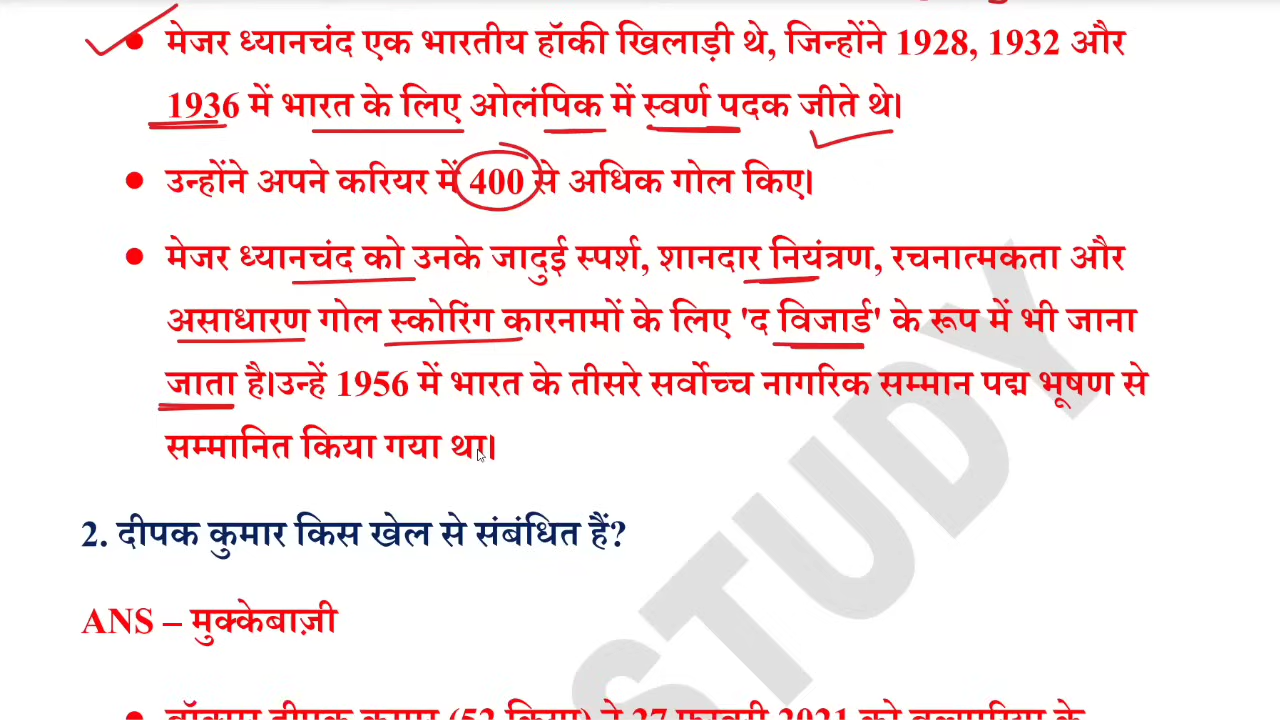 मेजर ध्यानचंद एक भारतीय हॉकी खिलाड़ी थे, जिन्होंने 1928, 1932 और
1936 में भारत के लिए ओलंपिक में स्वर्ण पदक जीते थे।
उन्होंने अपने करियर में 400 से अधिक गोल किए।
मेजर ध्यानचंद को उनके जादुई स्पर्श, शानदार नियंत्रण, रचनात्मकता और
असाधारण गोल स्कोरिंग कारनामों के लिए 'द विजार्ड' के रूप में भी जाना
जाता है।उन्हें 1956 में भारत के तीसरे सर्वोच्च नागरिक सम्मान पद्म भूषण से
सम्मानित किया गया था।
2. दीपक कुमार किस खेल से संबंधित हैं?
ANS – मुक्केबाज़ी
STUDY